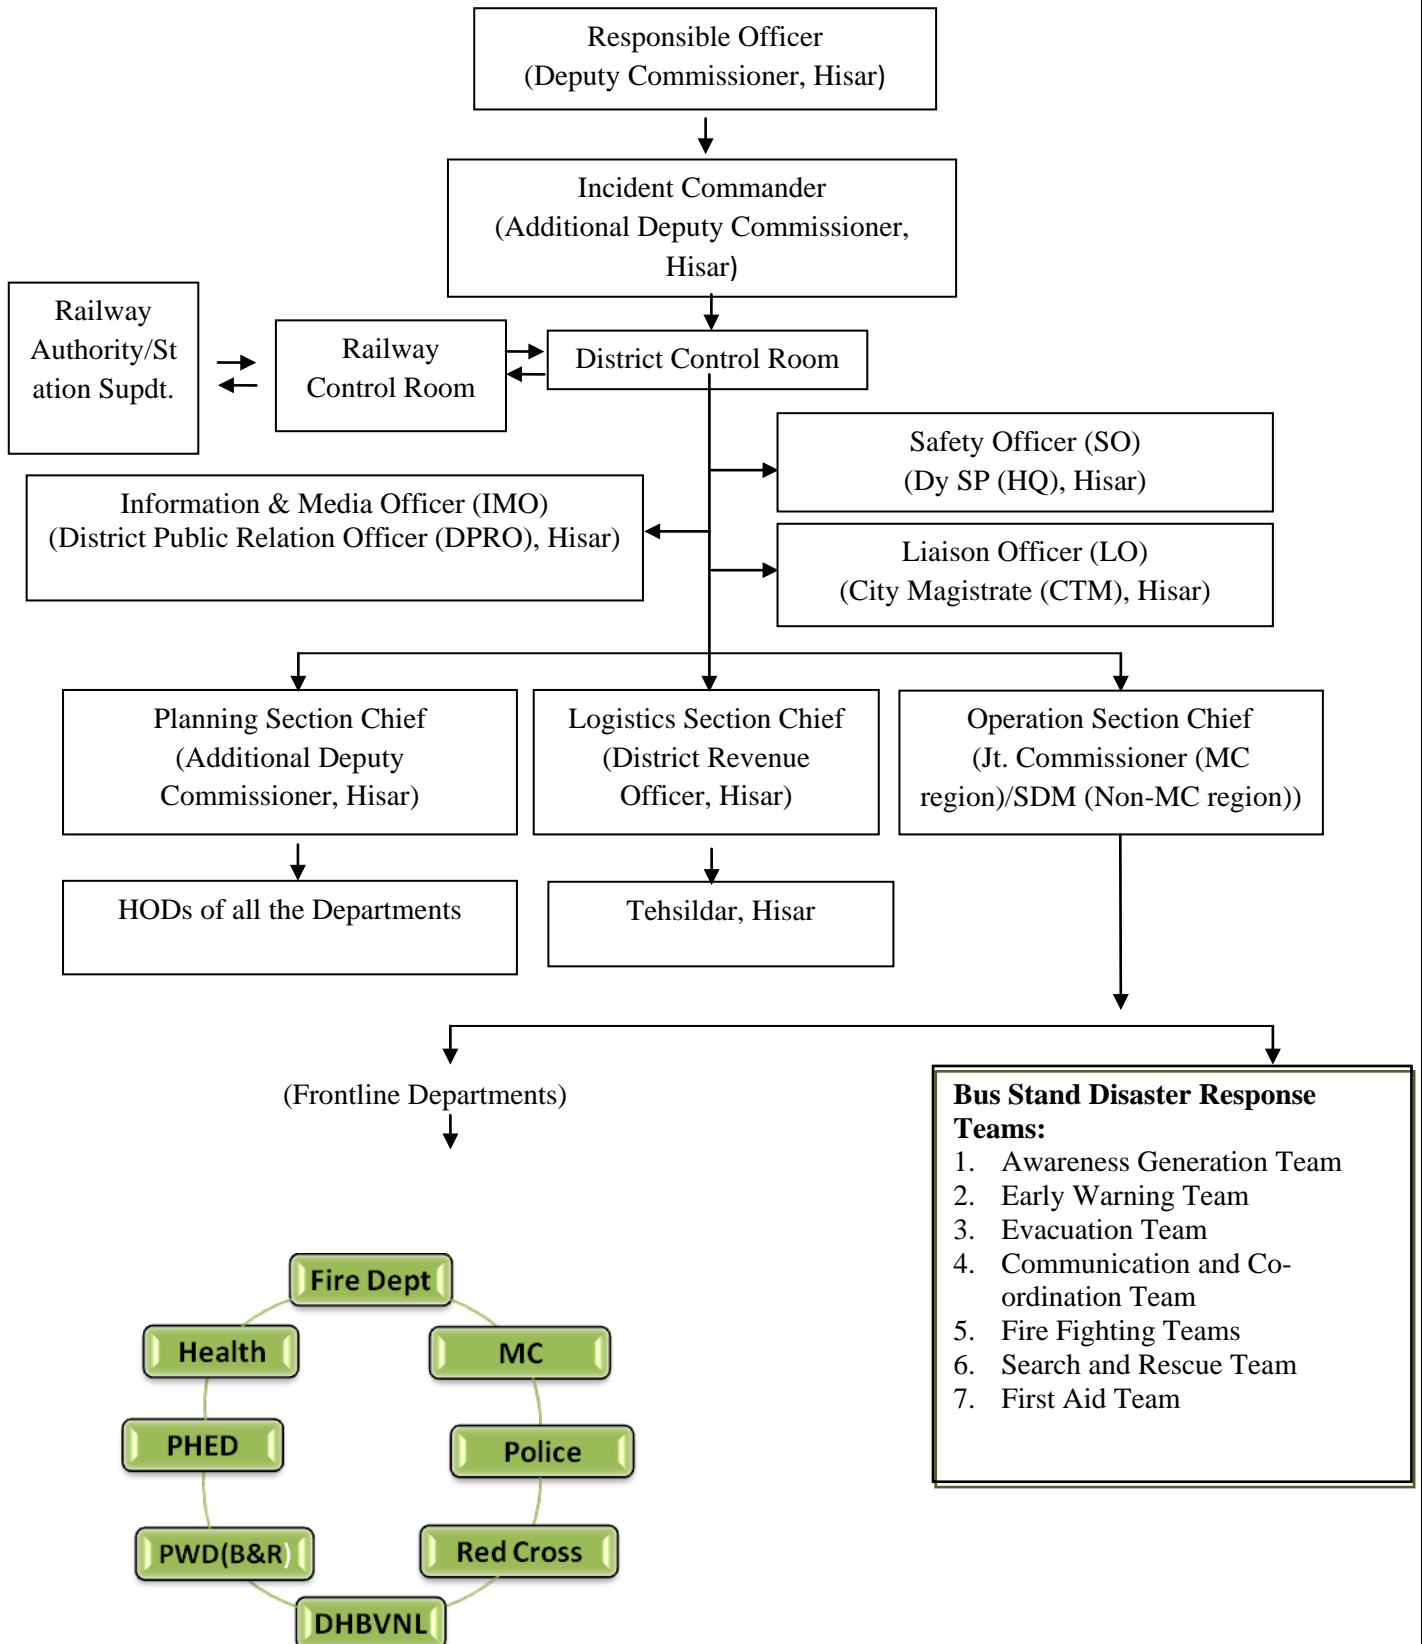 Responsible Officer
(Deputy Commissioner, Hisar)
Incident Commander
(Additional Deputy Commissioner,
Hisar)
Railway
Authority/St
ation Supdt.
Railway
Control Room
District Control Room
Safety Officer (SO)
(Dy SP (HQ), Hisar)
Information & Media Officer (IMO)
(District Public Relation Officer (DPRO), Hisar)
Liaison Officer (LO)
(City Magistrate (CTM), Hisar)
Planning Section Chief
(Additional Deputy
Commissioner, Hisar)
Logistics Section Chief
(District Revenue
Officer, Hisar)
Operation Section Chief
(Jt. Commissioner (MC
region)/SDM (Non-MC region))
HODs of all the Departments
Tehsildar, Hisar
(Frontline Departments)
Bus Stand Disaster Response
Teams:
1. Awareness Generation Team
2. Early Warning Team
3. Evacuation Team
4. Communication and Co-
ordination Team
5. Fire Fighting Teams
6. Search and Rescue Team
7. First Aid Team
Fire Dept
Health
MC
PHED
Police
PWD(B&R)
Red Cross
DHBVNL